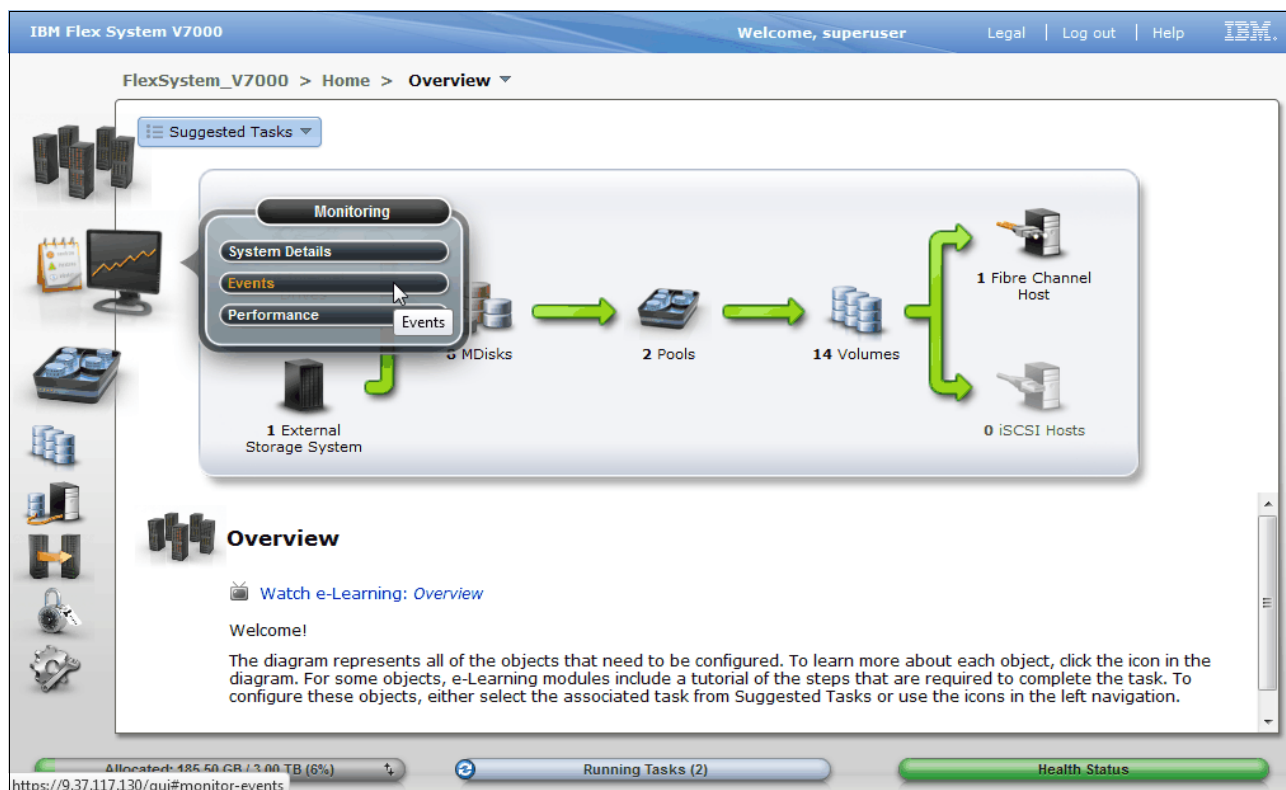 IBM Flex System V7000
Welcome, superuser
Legal | Log out | Help
IBM.
FlexSystem_V7000 > Home > Overview
Suggested Tasks
Monitoring
System Details
Events
Performance
Events
MDisks
2 Pools
14 Volumes
1 Fibre Channel
Host
0 iSCSI Hosts
1 External
Storage System
Overview
Watch e-Learning: Overview
Welcome!
The diagram represents all of the objects that need to be configured. To learn more about each object, click the icon in the
diagram. For some objects, e-Learning modules include a tutorial of the steps that are required to complete the task. To
configure these objects, either select the associated task from Suggested Tasks or use the icons in the left navigation.
Allocated: 185.50 GB / 3.00 TB (6%)
Running Tasks (2)
Health Status
https://9.37.117.130/gui#monitor-events